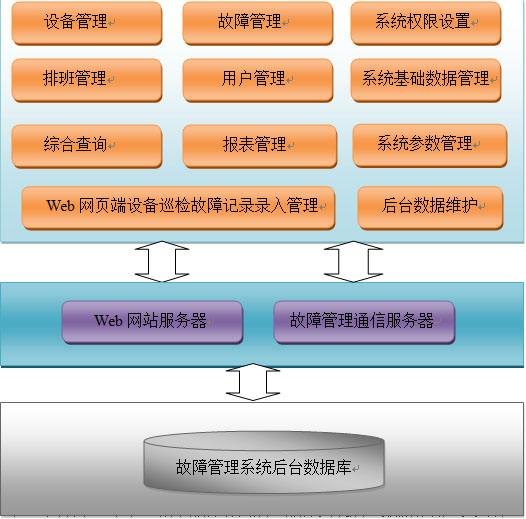 设备管理
故障管理
系统权限设置
排班管理
用户管理
系统基础数据管理
综合查询
报表管理
系统参数管理
Web 网页端设备巡检故障记录录入管理
后台数据维护
Web 网站服务器
故障管理通信服务器
故障管理系统后台数据库